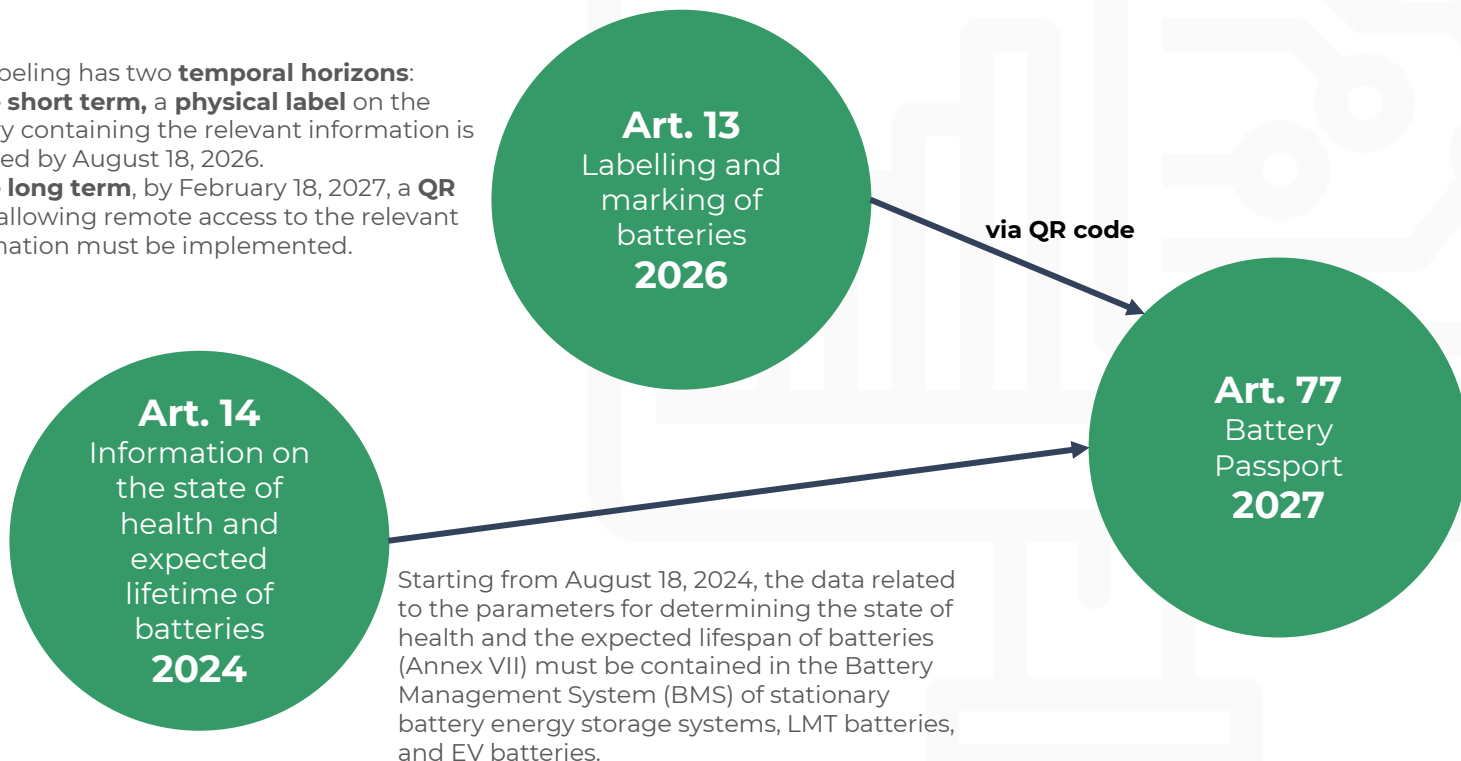 beling has two temporal horizons:
short term, a physical label on the
y containing the relevant information is
ed by August 18, 2026.
long term, by February 18, 2027, a QR
allowing remote access to the relevant
mation must be implemented.
Art. 13
Labelling and
marking of
batteries
2026
via QR code
Art. 14
Information on
the state of
health and
expected
lifetime of
batteries
2024
Art. 77
Battery
Passport
2027
Starting from August 18, 2024, the data related
to the parameters for determining the state of
health and the expected lifespan of batteries
(Annex VII) must be contained in the Battery
Management System (BMS) of stationary
battery energy storage systems, LMT batteries,
and EV batteries.